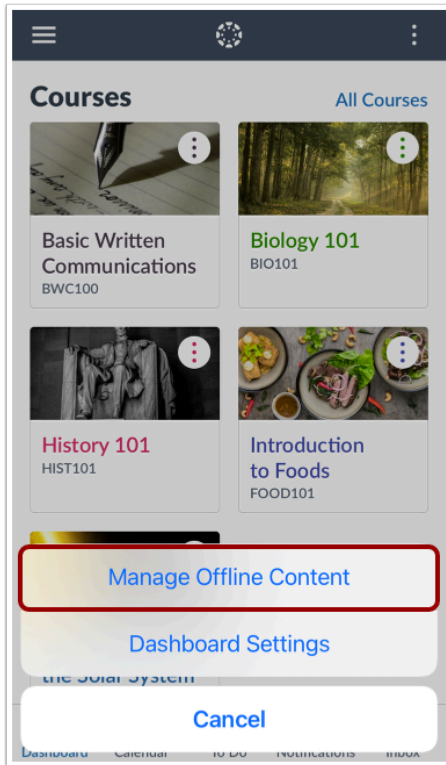 Courses
All Courses
Basic Written
Communications
BWC100
Biology 101
BIO101
History 101
HIST101
Introduction
to Foods
FOOD101
Manage Offline Content
Dashboard Settings
the Solar System
Cancel
Dashboard Calendar To Do Notifications Inbox